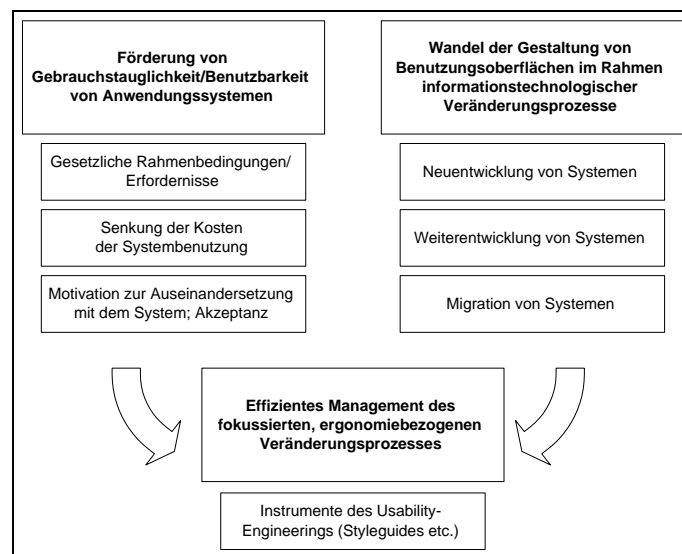 Förderung von
Gebrauchstauglichkeit/Benutzbarkeit
von Anwendungssystemen
Gesetzliche Rahmenbedingungen/
Erfordernisse
Senkung der Kosten
der Systembenutzung
Motivation zur Auseinandersetzung
mit dem System; Akzeptanz
Wandel der Gestaltung von
Benutzungsoberflächen im Rahmen
informationstechnologischer
Veränderungsprozesse
Neuentwicklung von Systemen
Weiterentwicklung von Systemen
Migration von Systemen
Effizientes Management des
fokussierten, ergonomiebezogenen
Veränderungsprozesses
Instrumente des Usability-
Engineerings (Styleguides etc.)